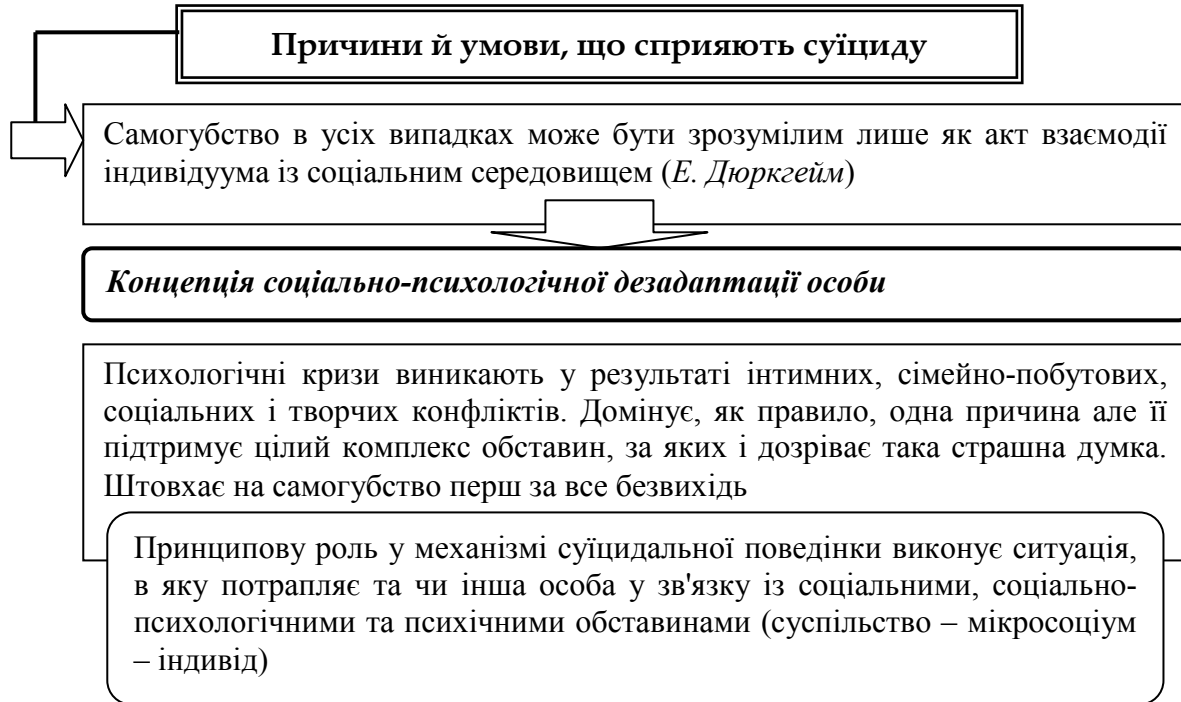 Причини й умови, що сприяють суїциду
Самогубство в усіх випадках може бути зрозумілим лише як акт взаємодії
індивідуума із соціальним середовищем (Е. Дюркгейм)
Концепція соціально-психологічної дезадаптації особи
Психологічні кризи виникають у результаті інтимних, сімейно-побутових,
соціальних і творчих конфліктів. Домінує, як правило, одна причина але її
підтримує цілий комплекс обставин, за яких і дозріває така страшна думка.
Штовхає на самогубство перш за все безвихідь
Принципову роль у механізмі суїцидальної поведінки виконує ситуація,
в яку потрапляє та чи інша особа у зв'язку із соціальними, соціально-
психологічними та психічними обставинами (суспільство – мікросоціум
– індивід)